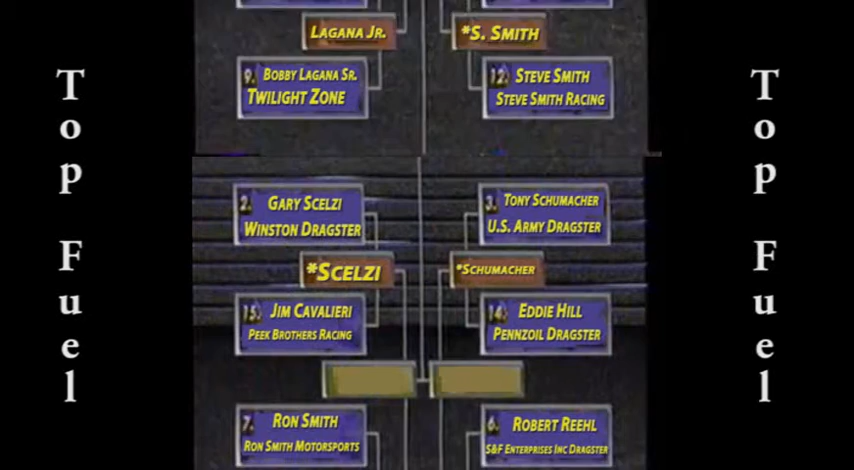 Top Fuel
LAGANA JR.
*S. SMITH
9. BOBBY LAGANA SR.
TWILIGHT ZONE
12. STEVE SMITH
STEVE SMITH RACING
2. GARY SCELZI
WINSTON DRAGSTER
3. TONY SCHUMACHER
U.S. ARMY DRAGSTER
*SCELZI
*SCHUMACHER
15. JIM CAVALIERI
PEEK BROTHERS RACING
14. EDDIE HILL
PENNZOIL DRAGSTER
7. RON SMITH
RON SMITH MOTORSPORTS
6. ROBERT REEHL
S&F ENTERPRISES INC DRAGSTER
Top Fuel